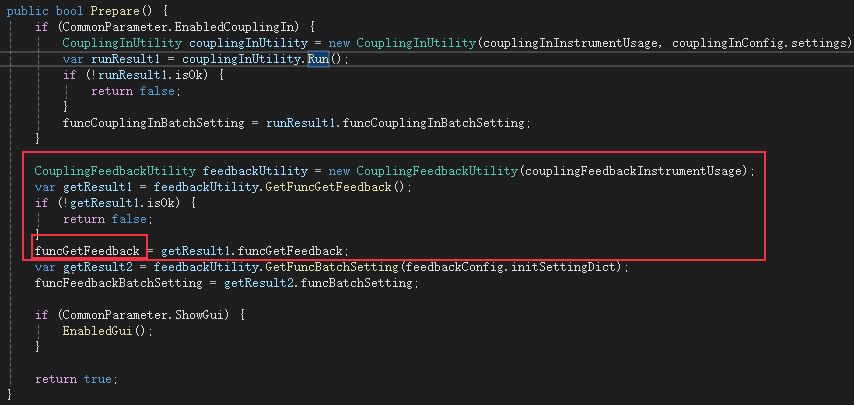 public bool Prepare() {
if (CommonParameter.EnabledCouplingIn) {
CouplingInUtility couplingInUtility = new CouplingInUtility(couplingInInstrumentUsage, couplingInConfig.settings)
var runResult1 = couplingInUtility.Run();
if (!runResult1.isOk) {
return false;
}
funcCouplingInBatchSetting = runResult1.funcCouplingInBatchSetting;
}
CouplingFeedbackUtility feedbackUtility = new CouplingFeedbackUtility(couplingFeedbackInstrumentUsage);
var getResult1 = feedbackUtility.GetFuncGetFeedback();
if (!getResult1.isOk) {
return false;
}
funcGetFeedback = getResult1.funcGetFeedback;
var getResult2 = feedbackUtility.GetFuncBatchSetting(feedbackConfig.initSettingDict);
funcFeedbackBatchSetting = getResult2.funcBatchSetting;
if (CommonParameter.ShowGui) {
EnabledGui();
}
return true;
}